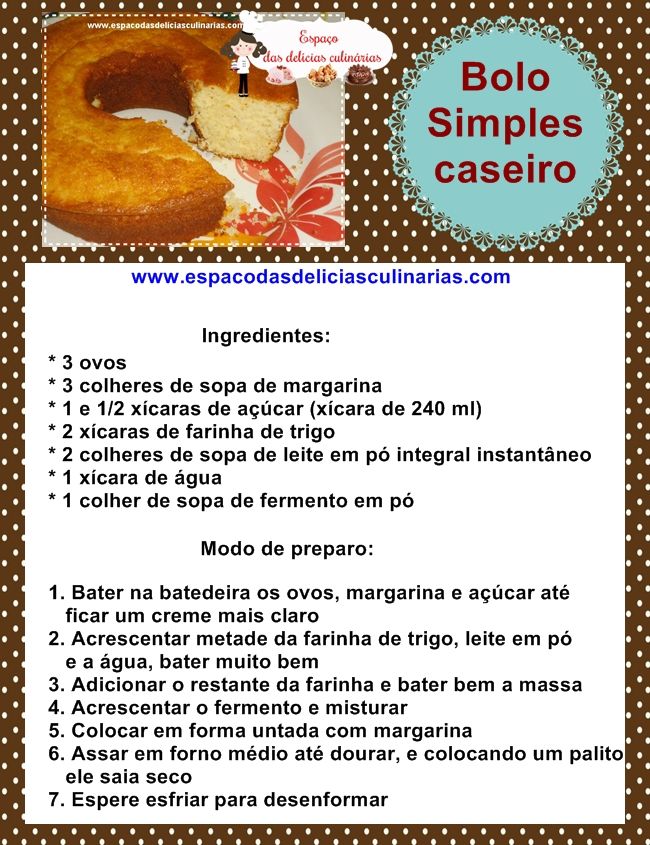 www.espacodasdeliciasculinarias.com
Espaço
das delícias culinárias
Bolo
Simples
caseiro
www.espacodasdeliciasculinarias.com
Ingredientes:
* 3 ovos
* 3 colheres de sopa de margarina
* 1 e 1/2 xícaras de açúcar (xícara de 240 ml)
* 2 xícaras de farinha de trigo
* 2 colheres de sopa de leite em pó integral instantâneo
* 1 xícara de água
* 1 colher de sopa de fermento em pó
Modo de preparo:
1. Bater na batedeira os ovos, margarina e açúcar até
ficar um creme mais claro
2. Acrescentar metade da farinha de trigo, leite em pó
e a água, bater muito bem
3. Adicionar o restante da farinha e bater bem a massa
4. Acrescentar o fermento e misturar
5. Colocar em forma untada com margarina
6. Assar em forno médio até dourar, e colocando um palito
ele saia seco
7. Espere esfriar para desenformar